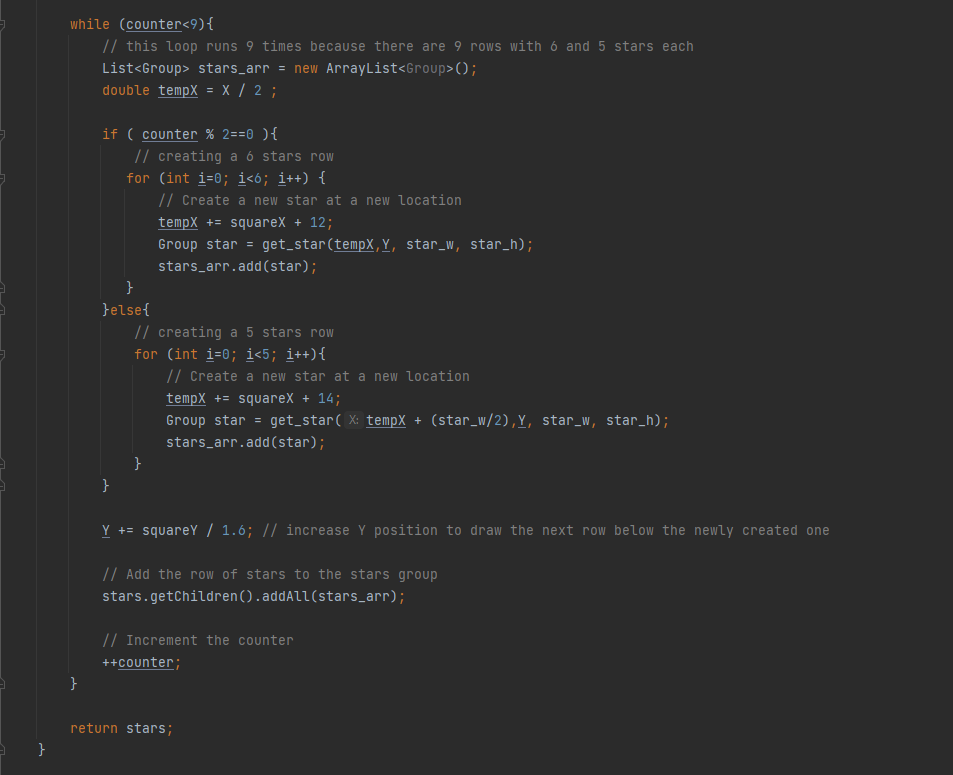 while (counter<9){
// this loop runs 9 times because there are 9 rows with 6 and 5 stars each
List<Group> stars_arr = new ArrayList<Group>();
double tempX = X / 2 ;
if ( counter % 2==0 ){
// creating a 6 stars row
for (int i=0; i<6; i++) {
// Create a new star at a new location
tempX += squareX + 12;
Group star = get_star(tempX,Y, star_w, star_h);
stars_arr.add(star);
}
}else{
// creating a 5 stars row
for (int i=0; i<5; i++){
// Create a new star at a new location
tempX += squareX + 14;
Group star = get_star( X: tempX + (star_w/2),Y, star_w, star_h);
stars_arr.add(star);
}
}
Y += squareY / 1.6; // increase Y position to draw the next row below the newly created one
// Add the row of stars to the stars group
stars.getChildren().addAll(stars_arr);
// Increment the counter
++counter;
}
return stars;
}